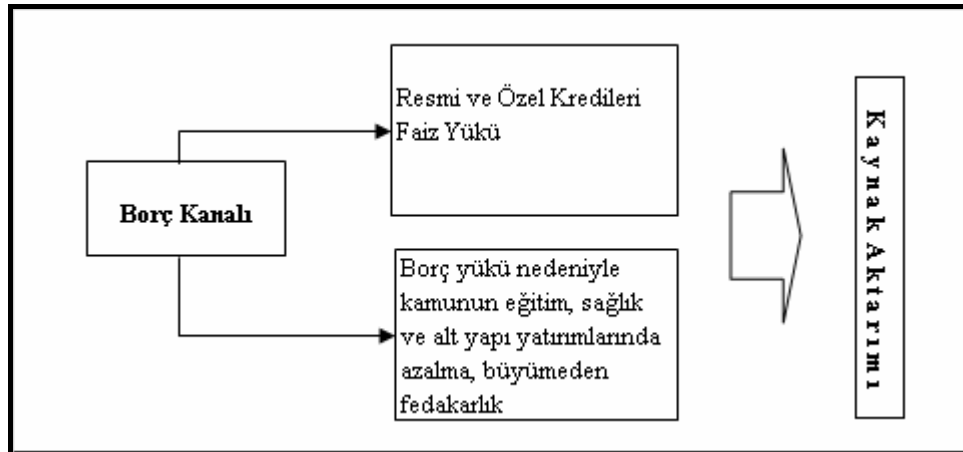 Resmi ve Özel Kredileri
Faiz Yükü
Borç Kanalı
Borç yükü nedeniyle
kamunun eğitim, sağlık
ve alt yapı yatırımlarında
azalma, büyümeden
fedakarlık
Kaynak Aktarımı